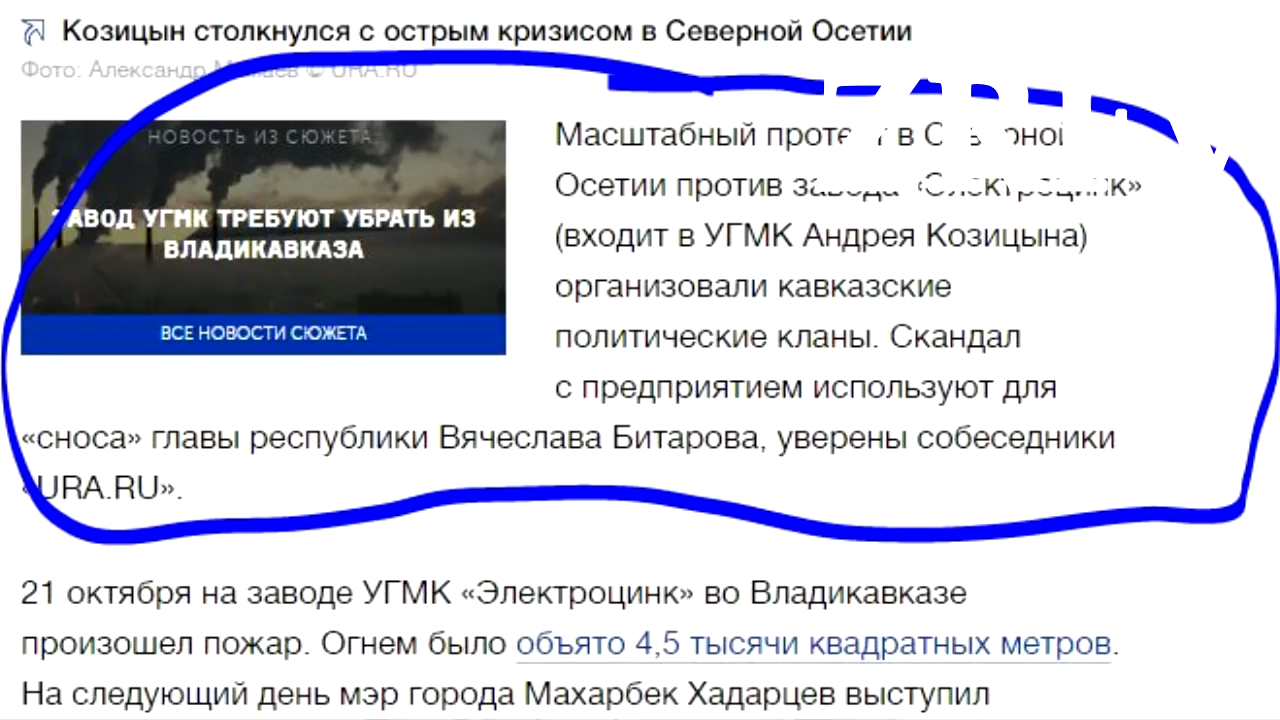 Козицын столкнулся с острым кризисом в Северной Осетии
Фото: Александр © URA.RU
НОВОСТЬ ИЗ СЮЖЕТА
ЗАВОД УГМК ТРЕБУЮТ УБРАТЬ ИЗ
ВЛАДИКАВКАЗА
ВСЕ НОВОСТИ СЮЖЕТА
Масштабный в
Осетии против завода «Электроцинк»
(входит в УГМК Андрея Козицына)
организовали кавказские
политические кланы. Скандал
с предприятием используют для
«сноса» главы республики Вячеслава Битарова, уверены собеседники
«URA.RU».
21 октября на заводе УГМК «Электроцинк» во Владикавказе
произошел пожар. Огнем было объято 4,5 тысячи квадратных метров.
На следующий день мэр города Махарбек Хадарцев выступил